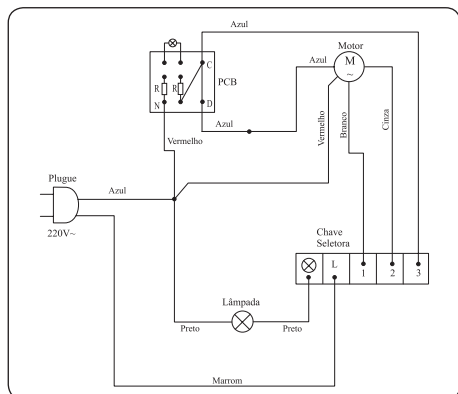 Azul
Motor
M
~
Azul
C
PCB
R
R
N
D
Azul
Vermelho
Vermelho
Branco
Cinza
Plugue
Azul
220V~
Chave
Seletora
L
1
2
3
Lâmpada
Preto
Preto
Marrom